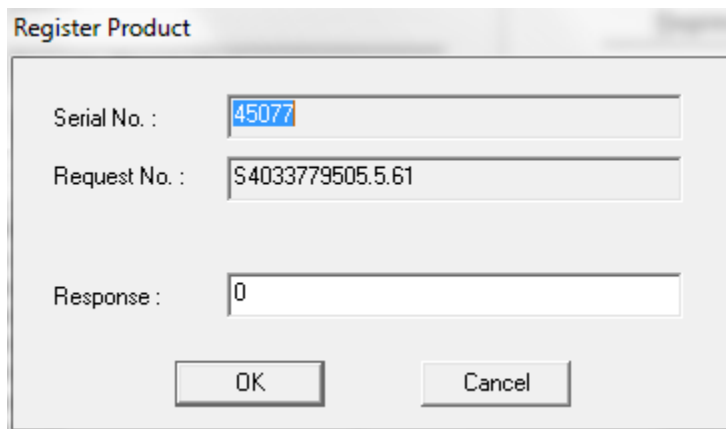 Register Product
Serial No. : 45077
Request No. : S4033779505.5.61
Response : 0
OK Cancel